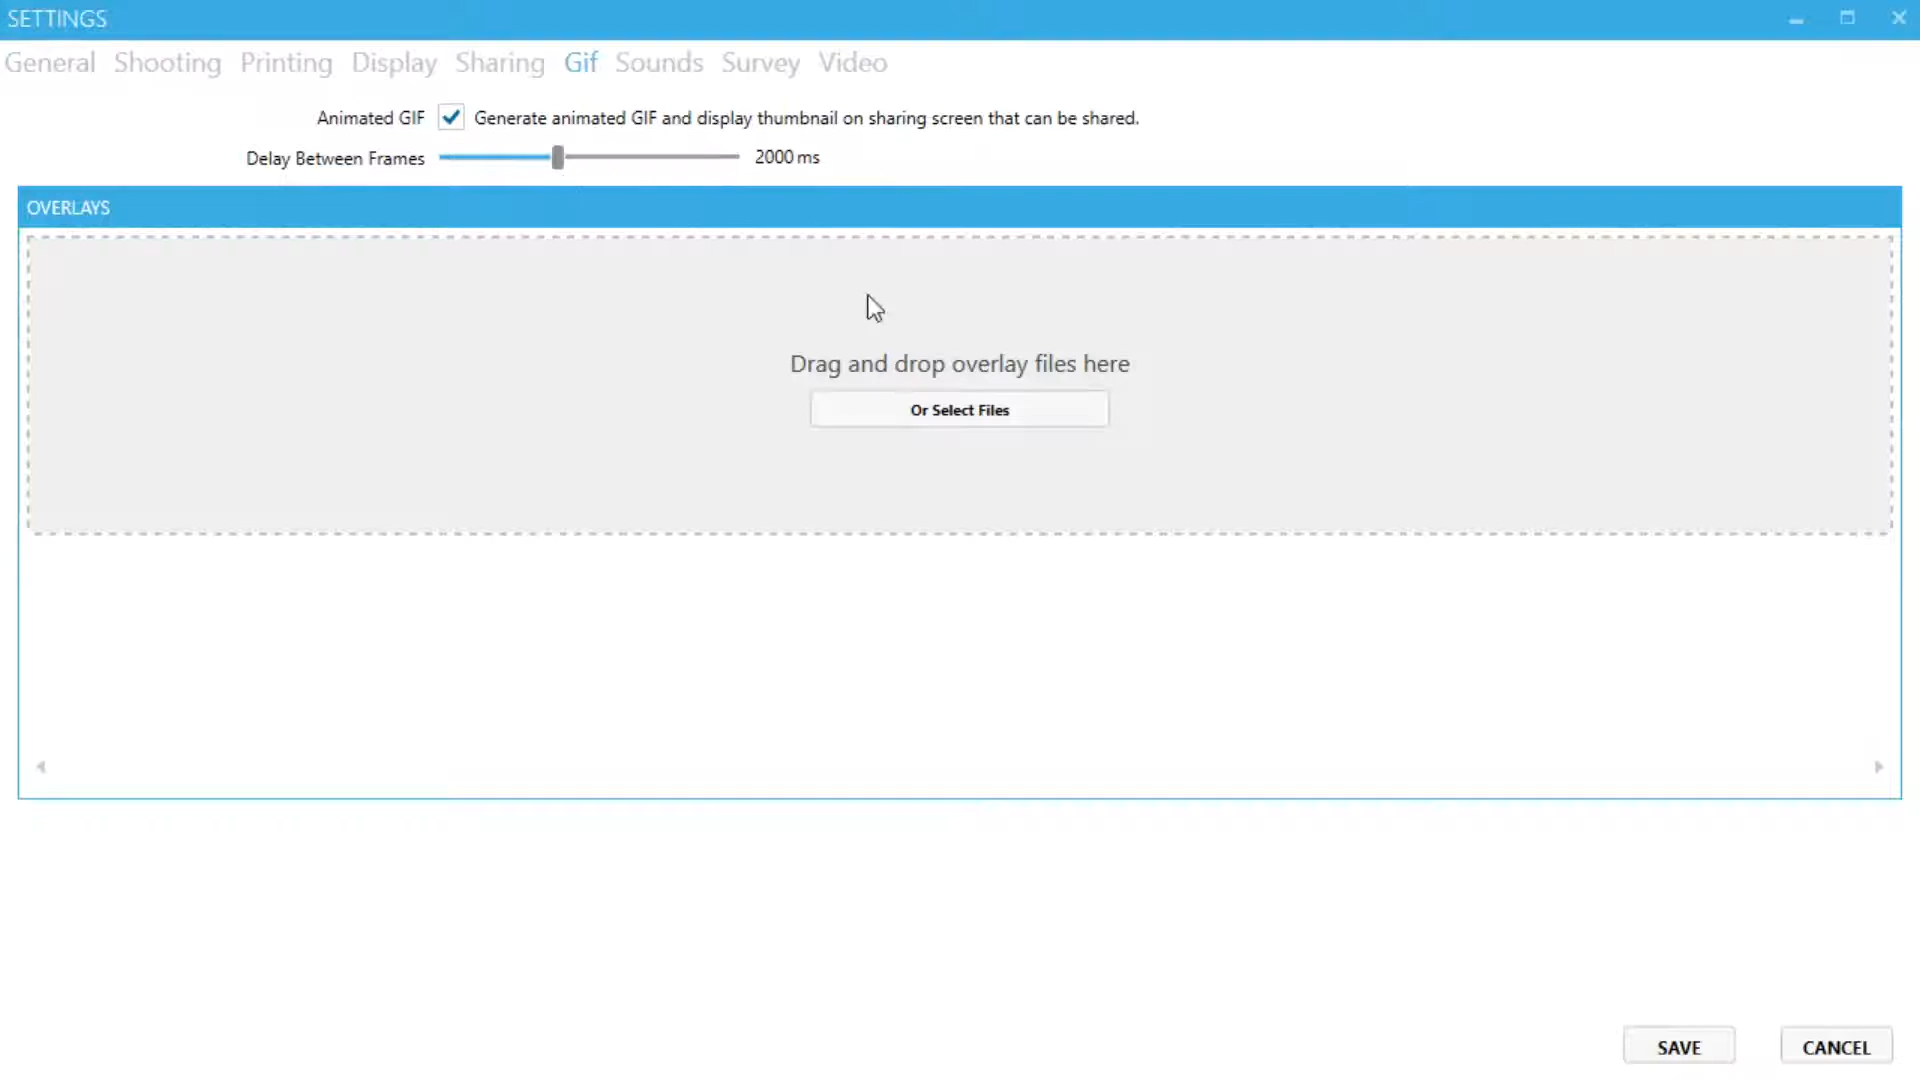 SETTINGS
General Shooting Printing Display Sharing Gif Sounds Survey Video
Animated GIF Generate animated GIF and display thumbnail on sharing screen that can be shared.
Delay Between Frames 2000 ms
OVERLAYS
Drag and drop overlay files here
Or Select Files
SAVE CANCEL